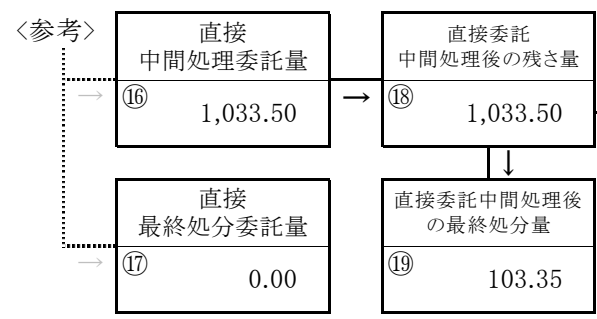 〈参考〉
直接
中間処理委託量
→
⑯
1,033.50
→
直接委託
中間処理後の残さ量
⑱
1,033.50
↓
直接
最終処分委託量
→
⑰
0.00
直接委託中間処理後
の最終処分量
⑲
103.35